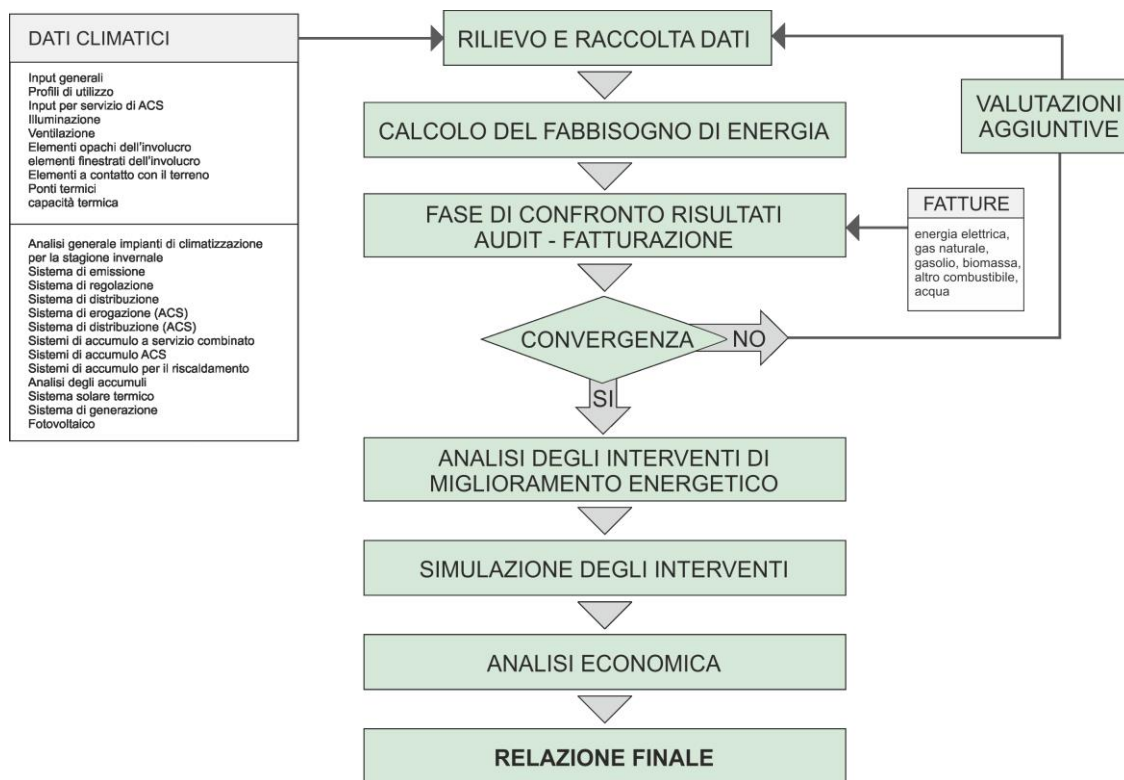 DATI CLIMATICI
Input generali
Profili di utilizzo
Input per servizio di ACS
Illuminazione
Ventilazione
Elementi opachi dell'involucro
elementi finestrati dell'involucro
Elementi a contatto con il terreno
Ponti termici
capacità termica
Analisi generale impianti di climatizzazione
per la stagione invernale
Sistema di emissione
Sistema di regolazione
Sistema di distribuzione
Sistema di erogazione (ACS)
Sistema di distribuzione (ACS)
Sistemi di accumulo a servizio combinato
Sistemi di accumulo ACS
Sistemi di accumulo per il riscaldamento
Analisi degli accumuli
Sistema solare termico
Sistema di generazione
Fotovoltaico
RILIEVO E RACCOLTA DATI
CALCOLO DEL FABBISOGNO DI ENERGIA
FASE DI CONFRONTO RISULTATI
AUDIT - FATTURAZIONE
VALUTAZIONI
AGGIUNTIVE
FATTURE
energia elettrica,
gas naturale,
gasolio, biomassa,
altro combustibile,
acqua
CONVERGENZA
NO
SI
ANALISI DEGLI INTERVENTI DI
MIGLIORAMENTO ENERGETICO
SIMULAZIONE DEGLI INTERVENTI
ANALISI ECONOMICA
RELAZIONE FINALE